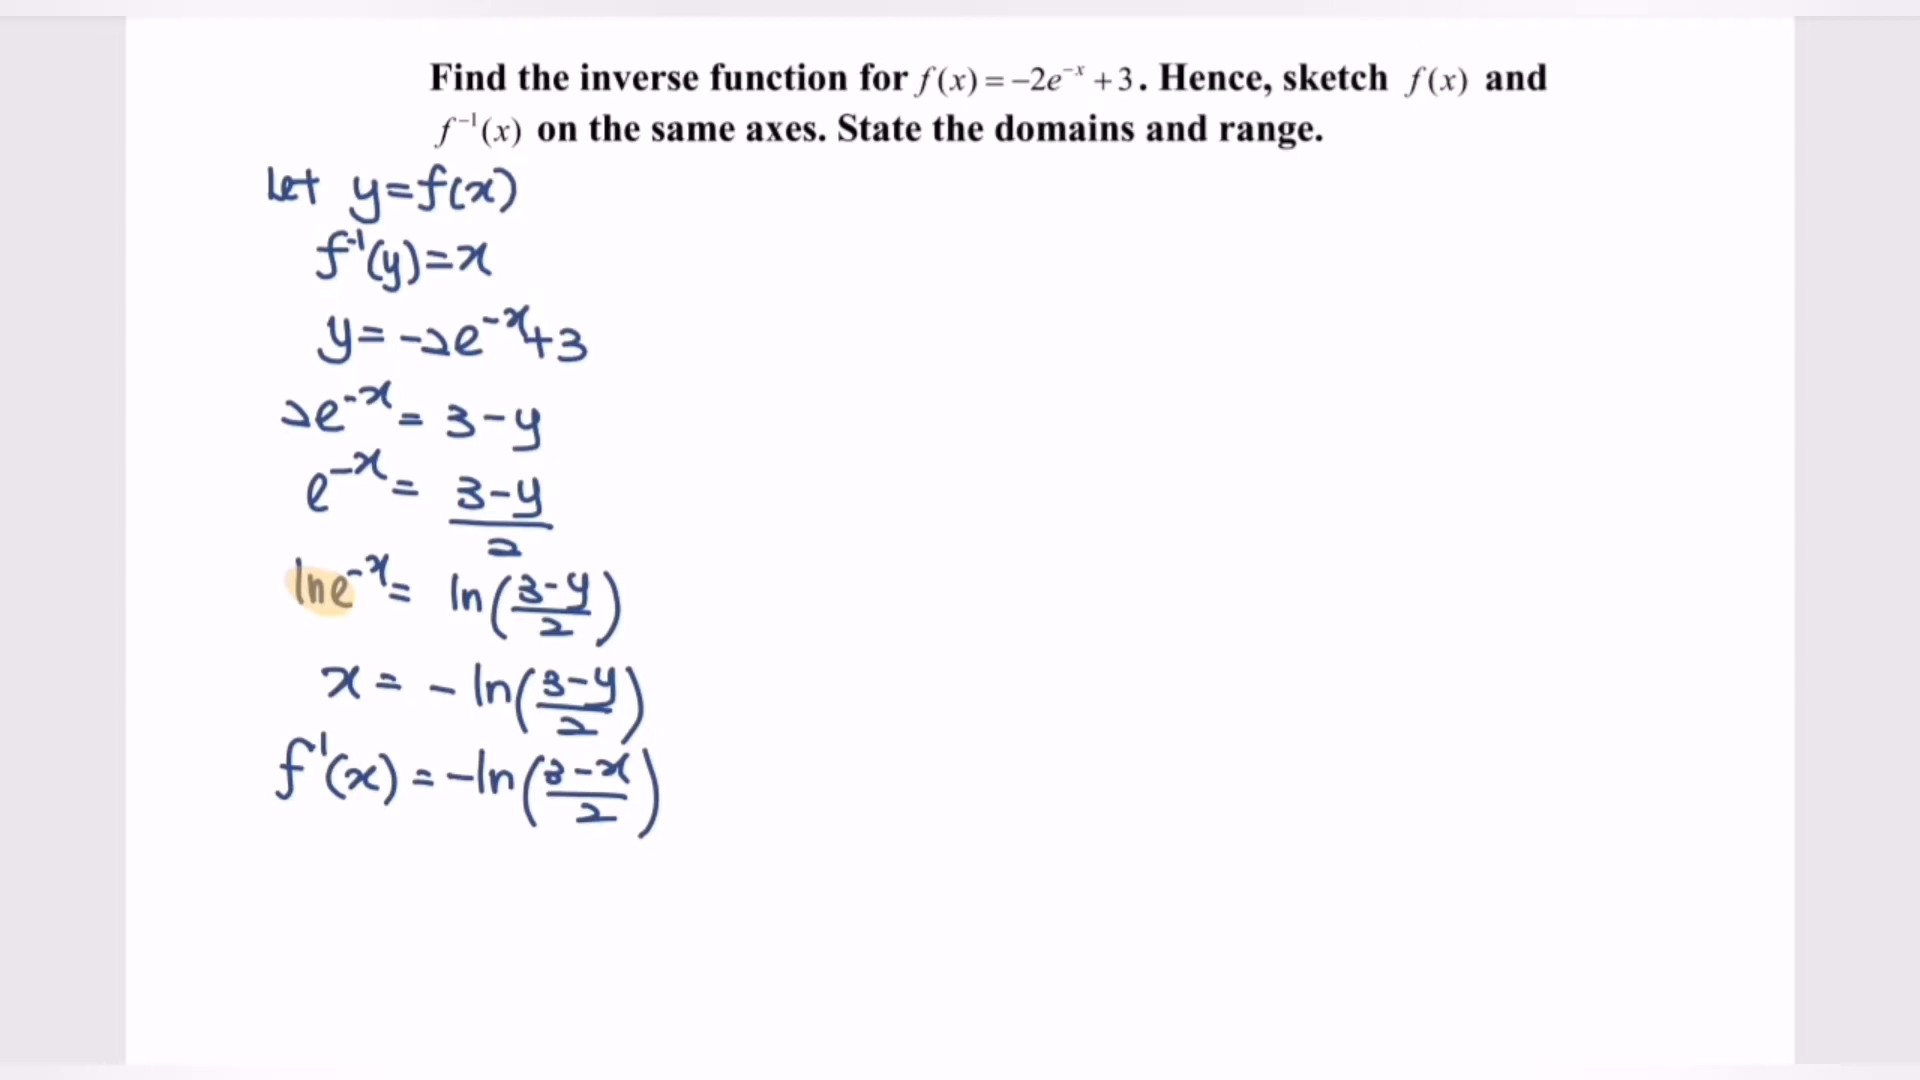 Find the inverse function for f(x) = −2e⁻ˣ + 3. Hence, sketch f(x) and
f⁻¹(x) on the same axes. State the domains and range.
Let y = f(x)
f⁻¹(y) = x
y = -2e⁻ˣ + 3
2e⁻ˣ = 3 - y
e⁻ˣ = (3 - y)/2
ln e⁻ˣ = ln((3 - y)/2)
x = - ln((3 - y)/2)
f⁻¹(x) = -ln((3 - x)/2)